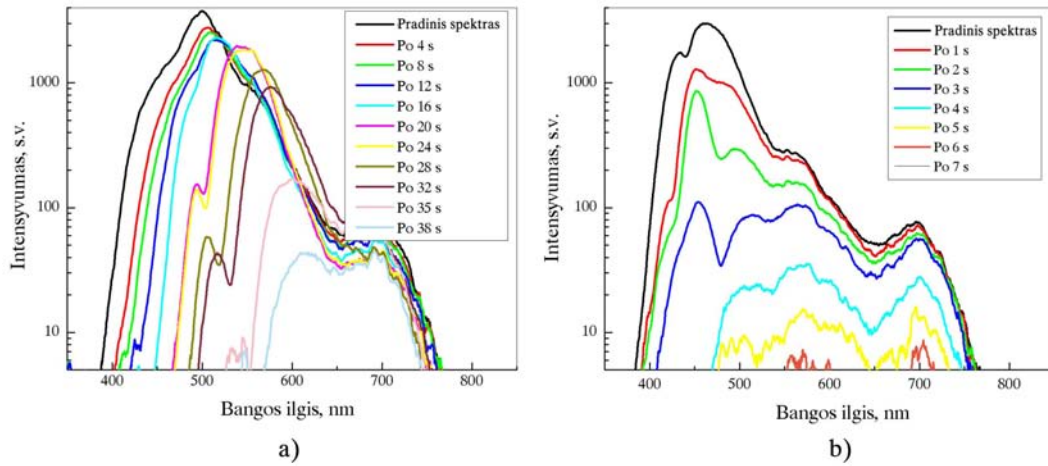 Intensyvumas, s.v.
1000
100
10
400
500
600
700
800
Bangos ilgis, nm
Pradinis spektras
Po 4 s
Po 8 s
Po 12 s
Po 16 s
Po 20 s
Po 24 s
Po 28 s
Po 32 s
Po 35 s
Po 38 s
a)
Intensyvumas, s.v.
1000
100
10
400
500
600
700
800
Bangos ilgis, nm
Pradinis spektras
Po 1 s
Po 2 s
Po 3 s
Po 4 s
Po 5 s
Po 6 s
Po 7 s
b)